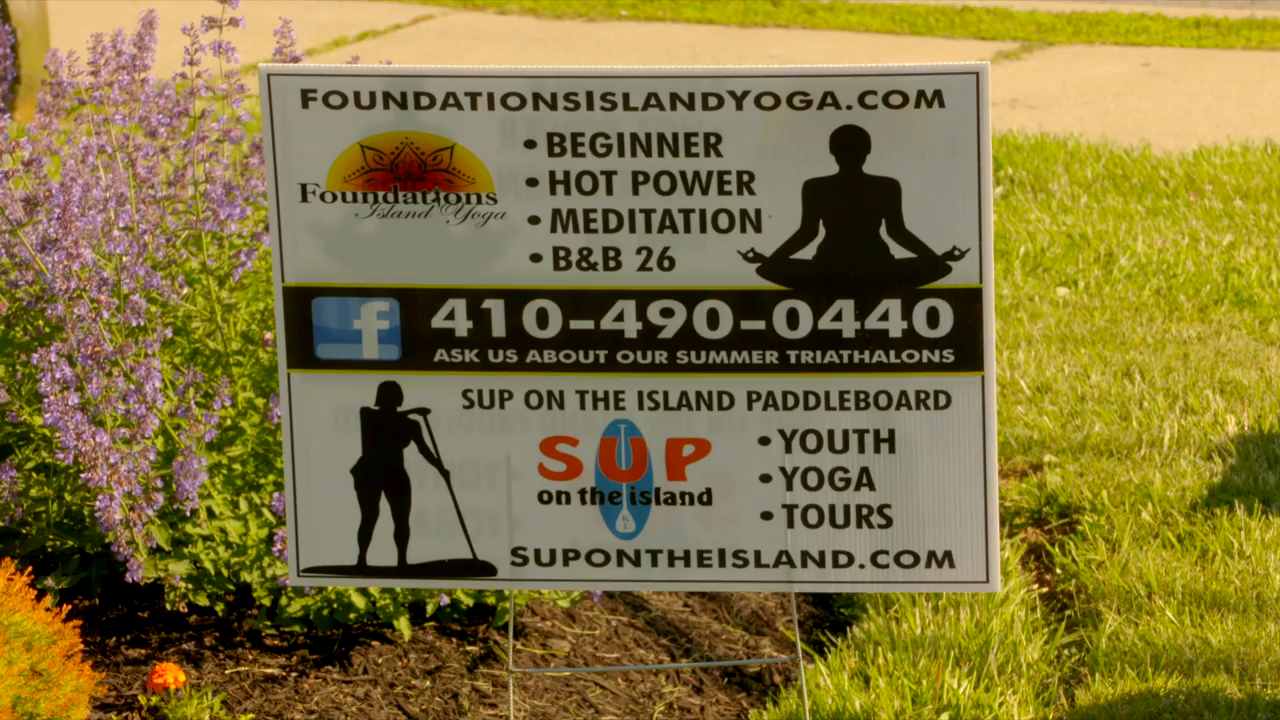 FOUNDATIONSISLANDYOGA.COM
Foundations
Island Yoga
• BEGINNER
• HOT POWER
• MEDITATION
• B&B 26
f 410-490-0440
ASK US ABOUT OUR SUMMER TRIATHALONS
SUP ON THE ISLAND PADDLEBOARD
SUP
on the island
KI
• YOUTH
• YOGA
• TOURS
SUPONTHEISLAND.COM